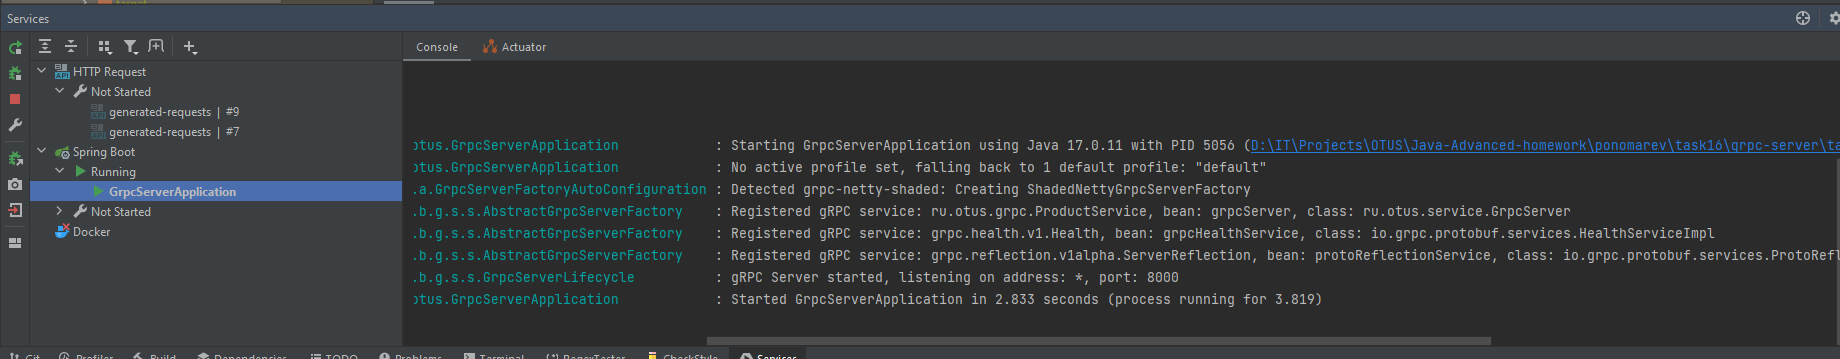 target
Services
Console
Actuator
HTTP Request
Not Started
generated-requests | #9
generated-requests | #7
Spring Boot
Running
GrpcServerApplication
Not Started
Docker
otus.GrpcServerApplication : Starting GrpcServerApplication using Java 17.0.11 with PID 5056 (D:\IT\Projects\OTUS\Java-Advanced-homework\ponomarev\task16\grpc-server\ta
otus.GrpcServerApplication : No active profile set, falling back to 1 default profile: "default"
.a.GrpcServerFactoryAutoConfiguration : Detected grpc-netty-shaded: Creating ShadedNettyGrpcServerFactory
.b.g.s.s.AbstractGrpcServerFactory : Registered gRPC service: ru.otus.grpc.ProductService, bean: grpcServer, class: ru.otus.service.GrpcServer
.b.g.s.s.AbstractGrpcServerFactory : Registered gRPC service: grpc.health.v1.Health, bean: grpcHealthService, class: io.grpc.protobuf.services.HealthServiceImpl
.b.g.s.s.AbstractGrpcServerFactory : Registered gRPC service: grpc.reflection.v1alpha.ServerReflection, bean: protoReflectionService, class: io.grpc.protobuf.services.ProtoRefl
.b.g.s.s.GrpcServerLifecycle : gRPC Server started, listening on address: *, port: 8000
otus.GrpcServerApplication : Started GrpcServerApplication in 2.833 seconds (process running for 3.819)
Git Profiler Build Dependencies TODO Problems Terminal RegexTester CheckStyle Services